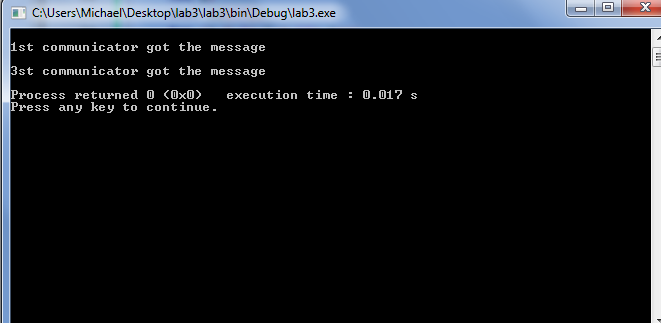 C:\Users\Michael\Desktop\lab3\lab3\bin\Debug\lab3.exe
1st communicator got the message
3st communicator got the message
Process returned 0 (0x0)   execution time : 0.017 s
Press any key to continue.